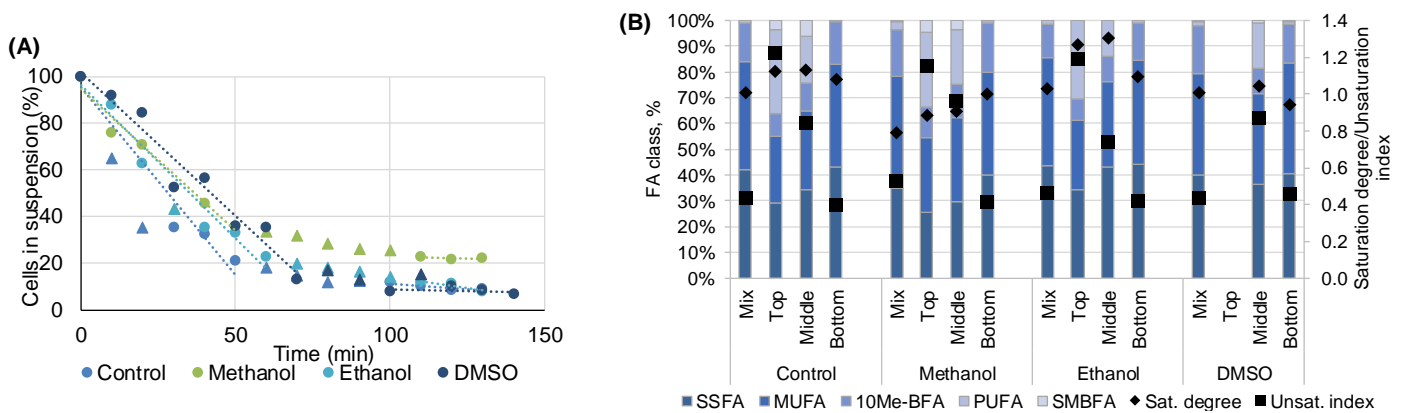 (A)
Cells in suspension (%)
100
80
60
40
20
0
0
50
100
150
Time (min)
Control
Methanol
Ethanol
DMSO
(B)
FA class, %
100%
90%
80%
70%
60%
50%
40%
30%
20%
10%
0%
1.4
1.2
1.0
0.8
0.6
0.4
0.2
0.0
Saturation degree/Unsaturation
index
Mix
Top
Middle
Bottom
Mix
Top
Middle
Bottom
Mix
Top
Middle
Bottom
Mix
Top
Middle
Bottom
Control
Methanol
Ethanol
DMSO
SSFA
MUFA
10Me-BFA
PUFA
SMBFA
Sat. degree
Unsat. index